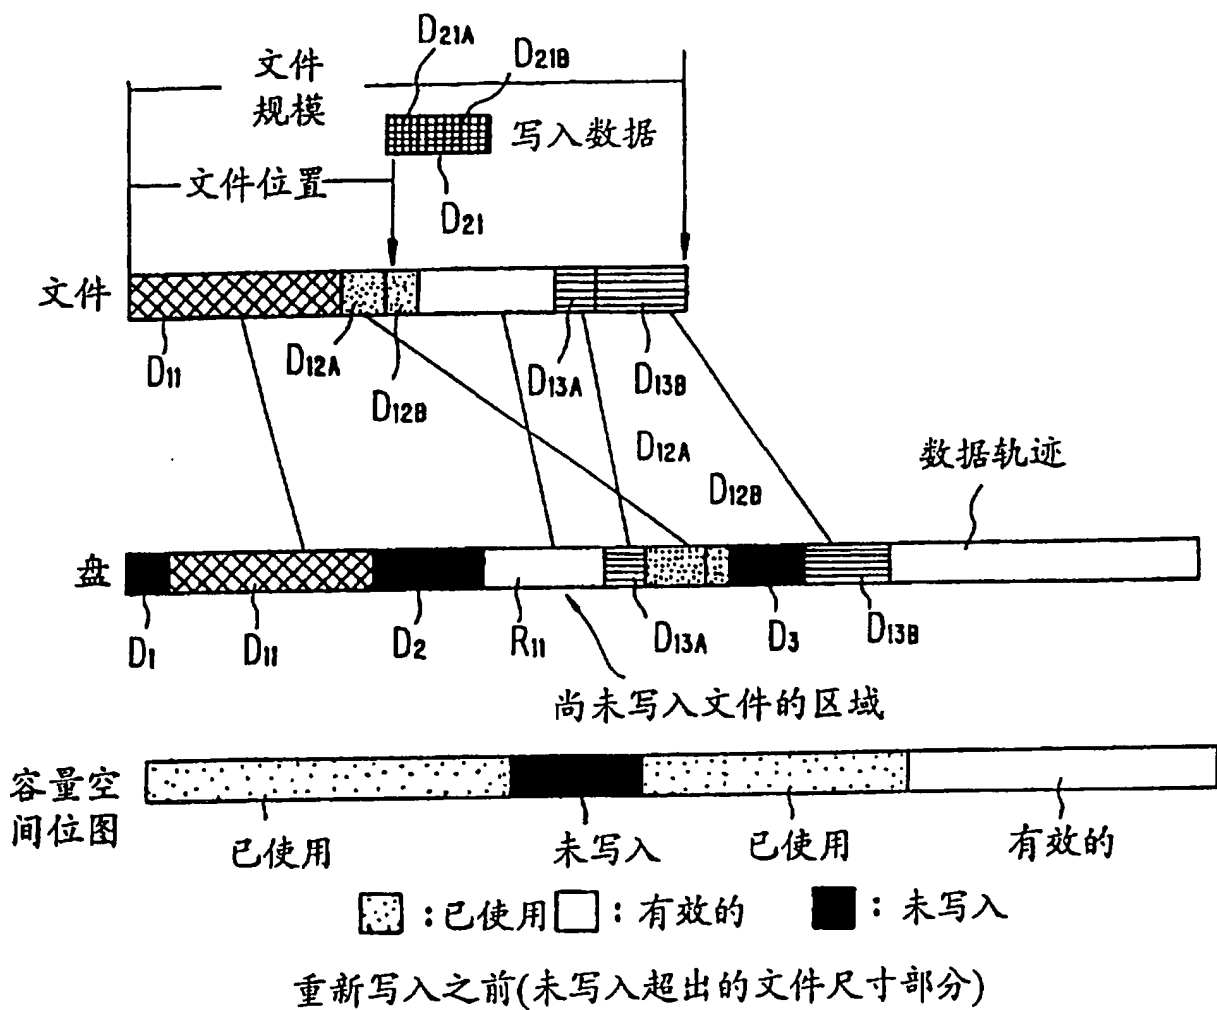 D21A
D21B
文件
规模
写入数据
文件位置
D21
文件
D11
D12A
D12B
D13A
D13B
D12A
D12B
数据轨迹
盘
D1
D11
D2
R11
D13A
D3
D13B
尚未写入文件的区域
容量空
间位图
已使用
未写入
已使用
有效的
:已使用
:有效的
:未写入
重新写入之前(未写入超出的文件尺寸部分)